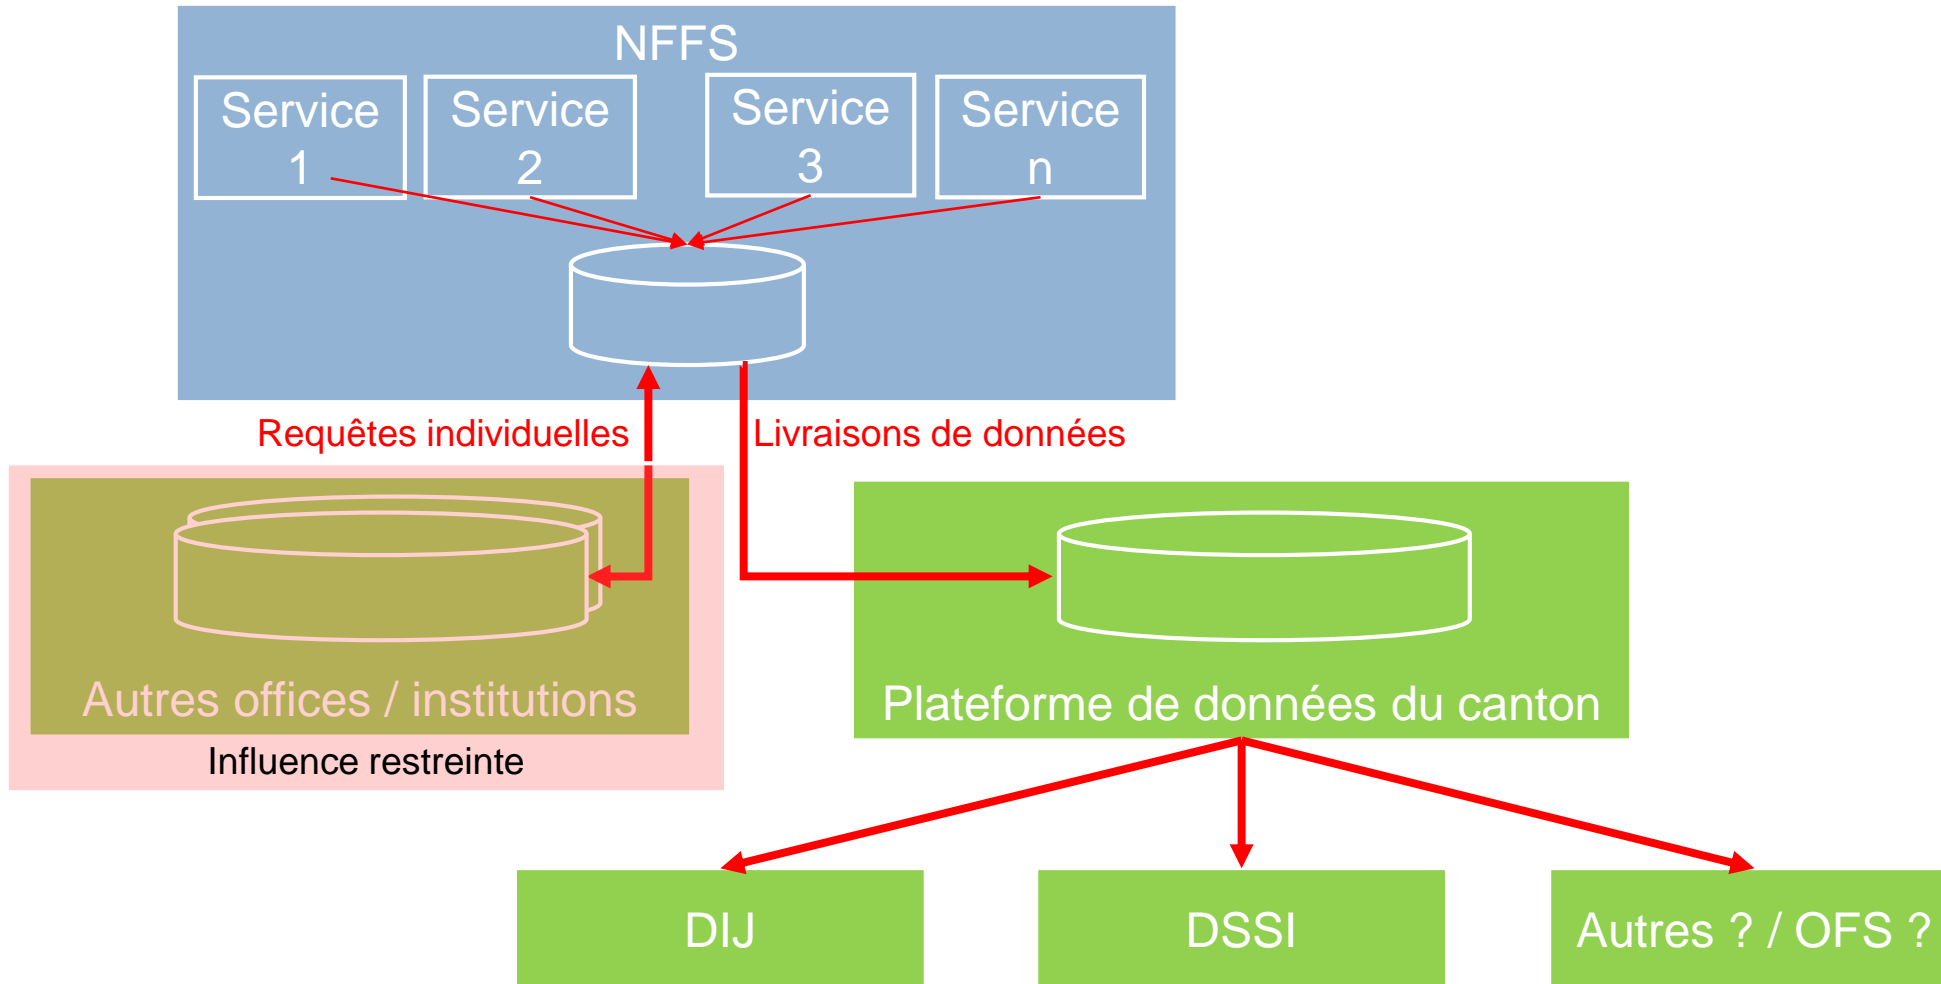 NFFS
Service
1
Service
2
Service
3
Service
n
Requêtes individuelles
Livraisons de données
Autres offices / institutions
Influence restreinte
Plateforme de données du canton
DIJ
DSSI
Autres ? / OFS ?